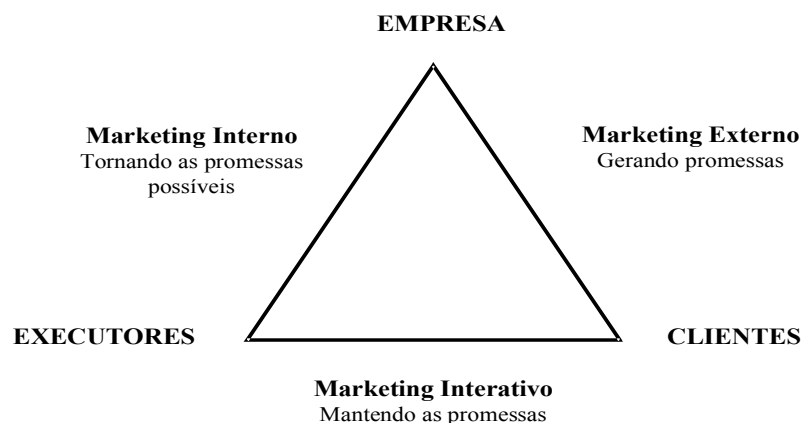 EMPRESA
Marketing Interno
Tornando as promessas
possíveis
Marketing Externo
Gerando promessas
EXECUTORES
CLIENTES
Marketing Interativo
Mantendo as promessas